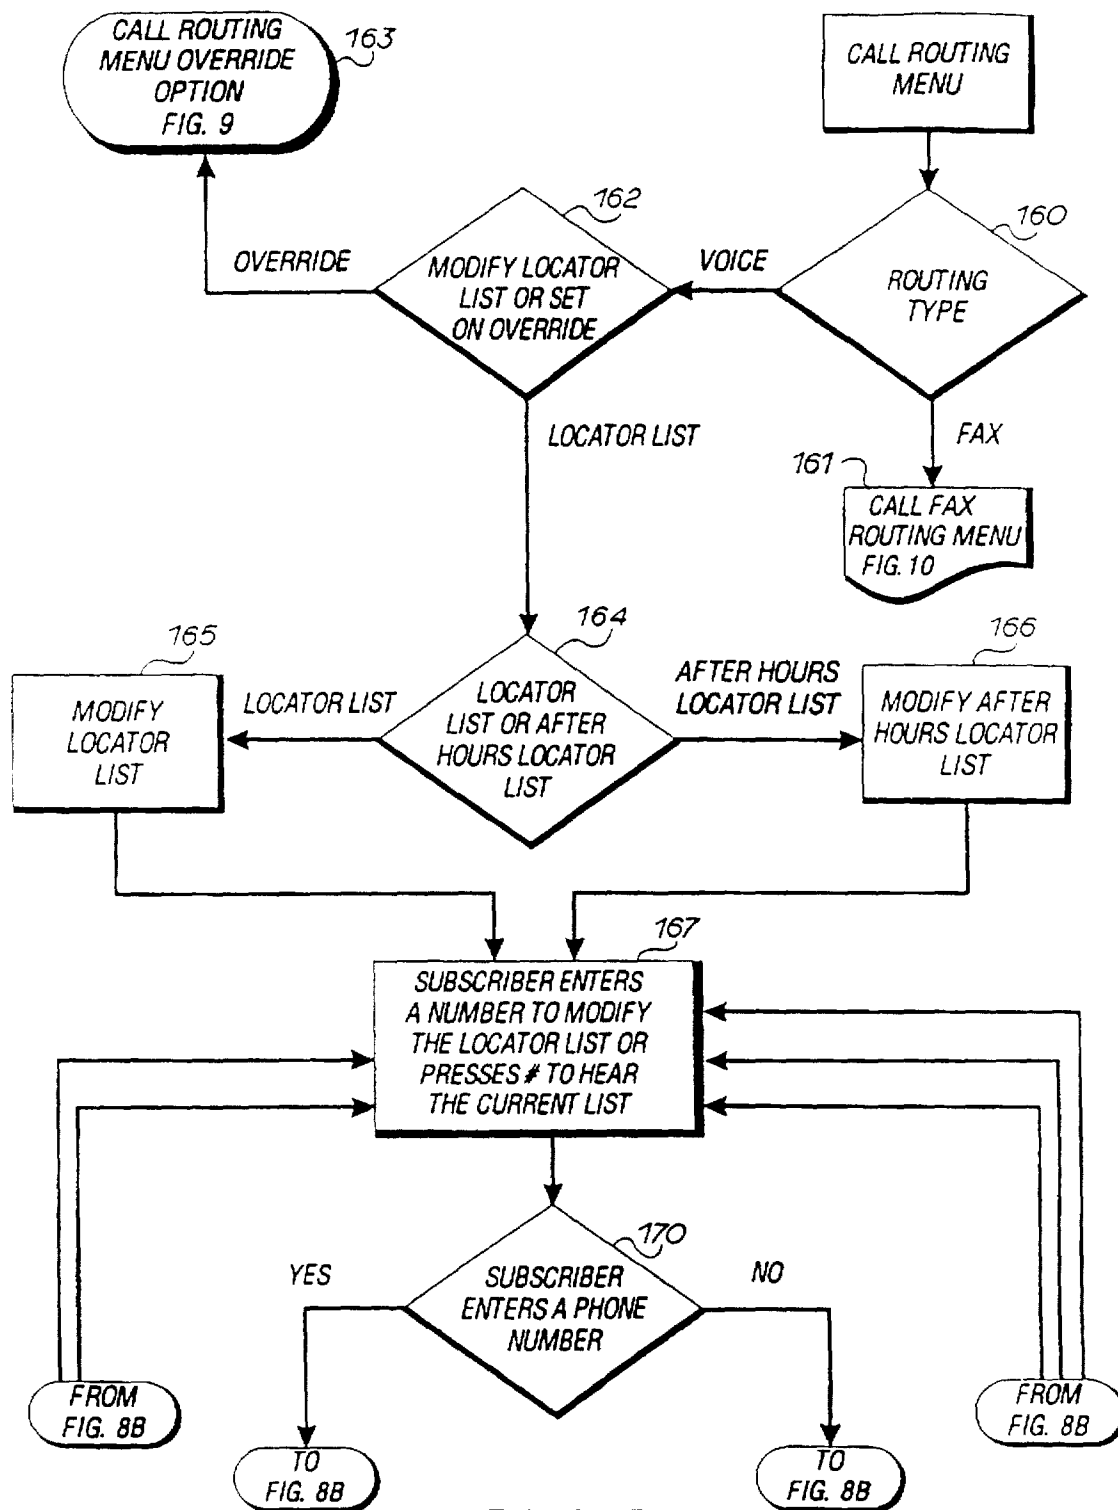 CALL ROUTING
MENU OVERRIDE
OPTION
FIG. 9
163
CALL ROUTING
MENU
162
160
OVERRIDE
MODIFY LOCATOR
LIST OR SET
ON OVERRIDE
VOICE
ROUTING
TYPE
LOCATOR LIST
FAX
161
CALL FAX
ROUTING MENU
FIG. 10
164
165
166
MODIFY
LOCATOR
LIST
LOCATOR LIST
LOCATOR
LIST OR AFTER
HOURS LOCATOR
LIST
AFTER HOURS
LOCATOR LIST
MODIFY AFTER
HOURS LOCATOR
LIST
167
SUBSCRIBER ENTERS
A NUMBER TO MODIFY
THE LOCATOR LIST OR
PRESSES # TO HEAR
THE CURRENT LIST
170
YES
SUBSCRIBER
ENTERS A PHONE
NUMBER
NO
FROM
FIG. 8B
TO
FIG. 8B
TO
FIG. 8B
FROM
FIG. 8B